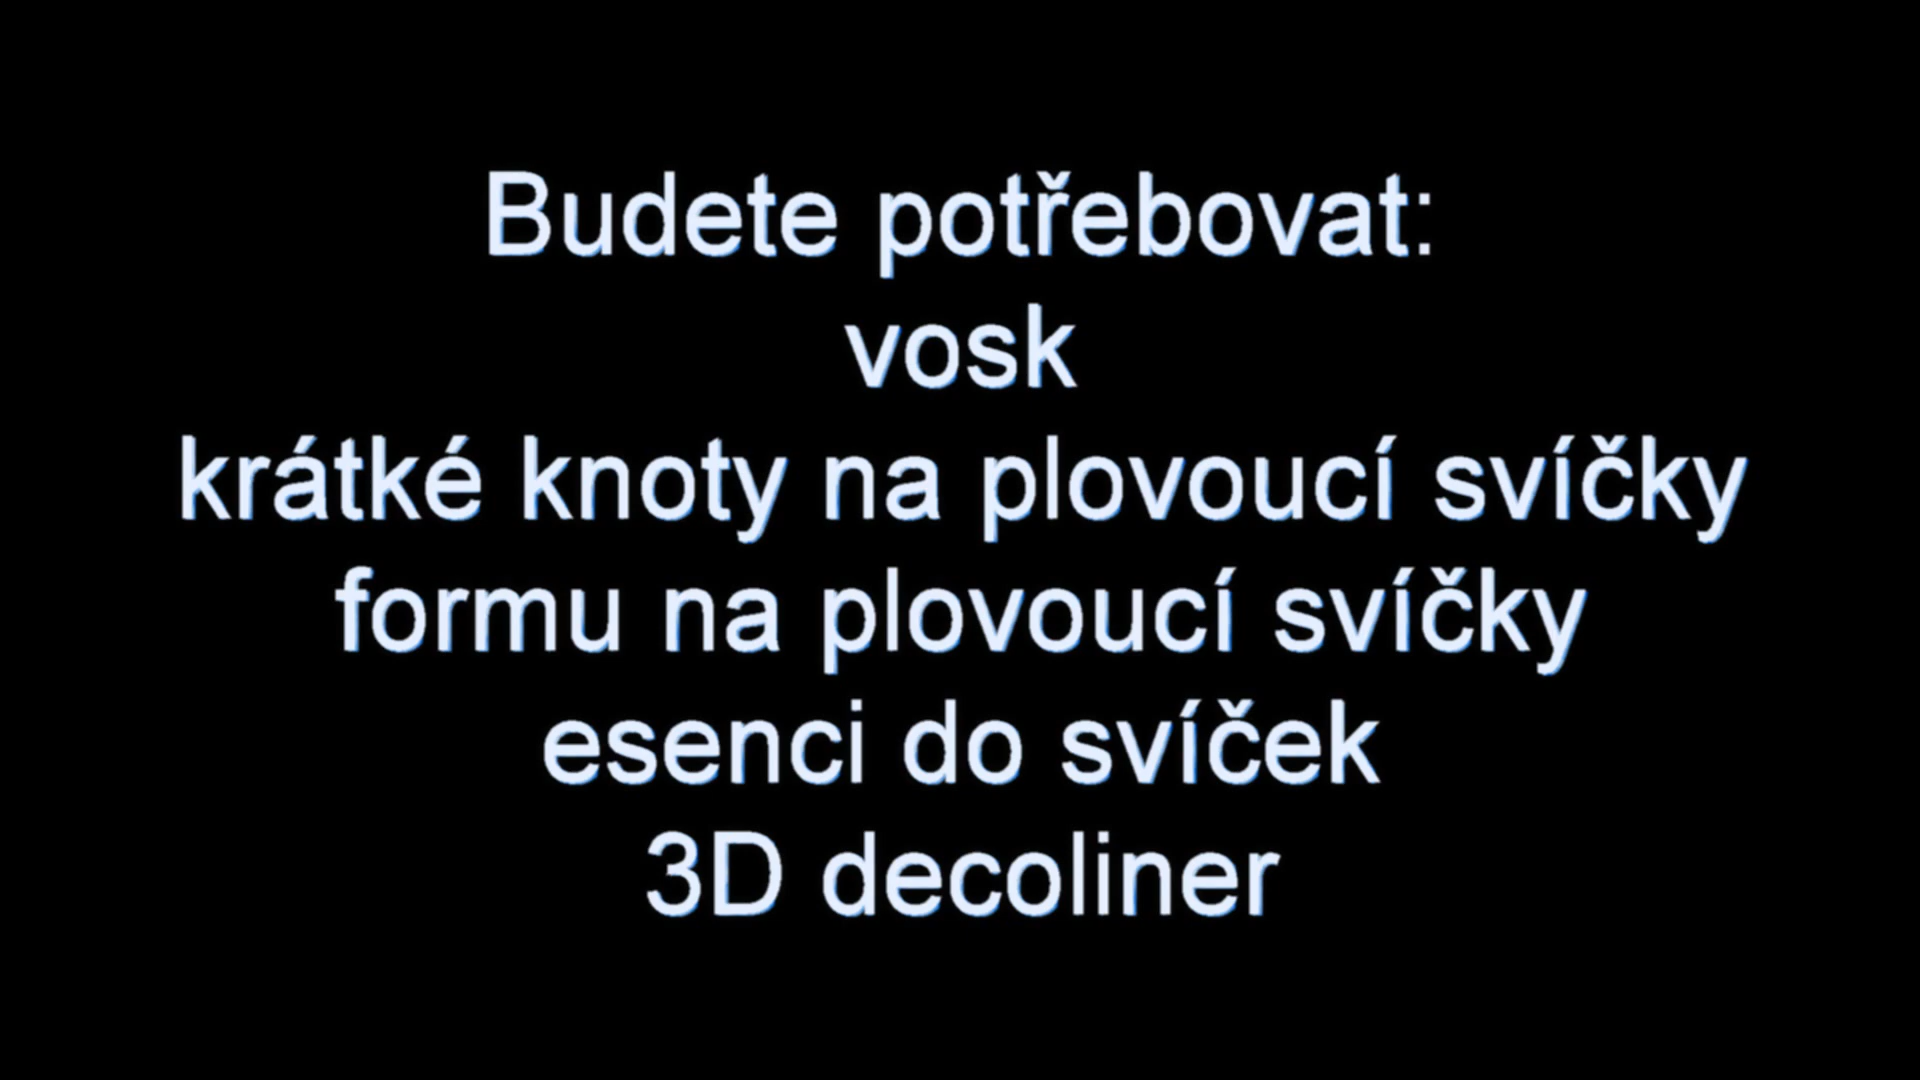 Budete potřebovat:
vosk
krátké knoty na plovoucí svíčky
formu na plovoucí svíčky
esenci do svíček
3D decoliner